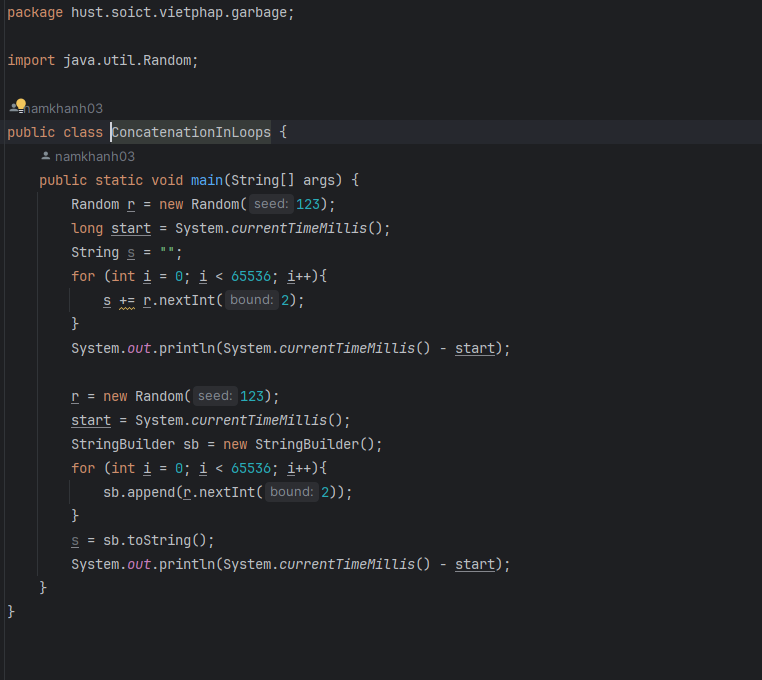 package hust.soict.vietphap.garbage;
import java.util.Random;
namkhanh03
public class ConcatenationInLoops {
namkhanh03
public static void main(String[] args) {
Random r = new Random( seed: 123);
long start = System.currentTimeMillis();
String s = "";
for (int i = 0; i < 65536; i++){
s += r.nextInt( bound: 2);
}
System.out.println(System.currentTimeMillis() - start);
r = new Random( seed: 123);
start = System.currentTimeMillis();
StringBuilder sb = new StringBuilder();
for (int i = 0; i < 65536; i++){
sb.append(r.nextInt( bound: 2));
}
s = sb.toString();
System.out.println(System.currentTimeMillis() - start);
}
}